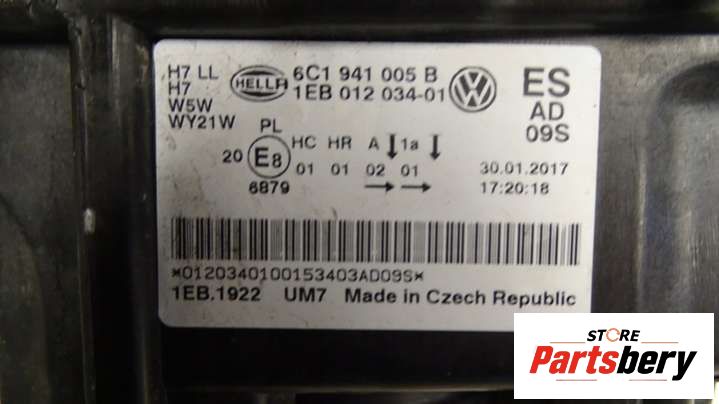 H7 LL
H7
W5W
WY21W
HELLA
6C1 941 005 B
1EB 012 034-01
VW
ES
AD
09S
PL
20 E8
6879
HC HR A ↓ 1a ↓
01 01 02 01
→ →
30.01.2017
17:20:18
*0120340100153403AD09S*
1EB.1922 UM7 Made in Czech Republic
STORE
Partsbery